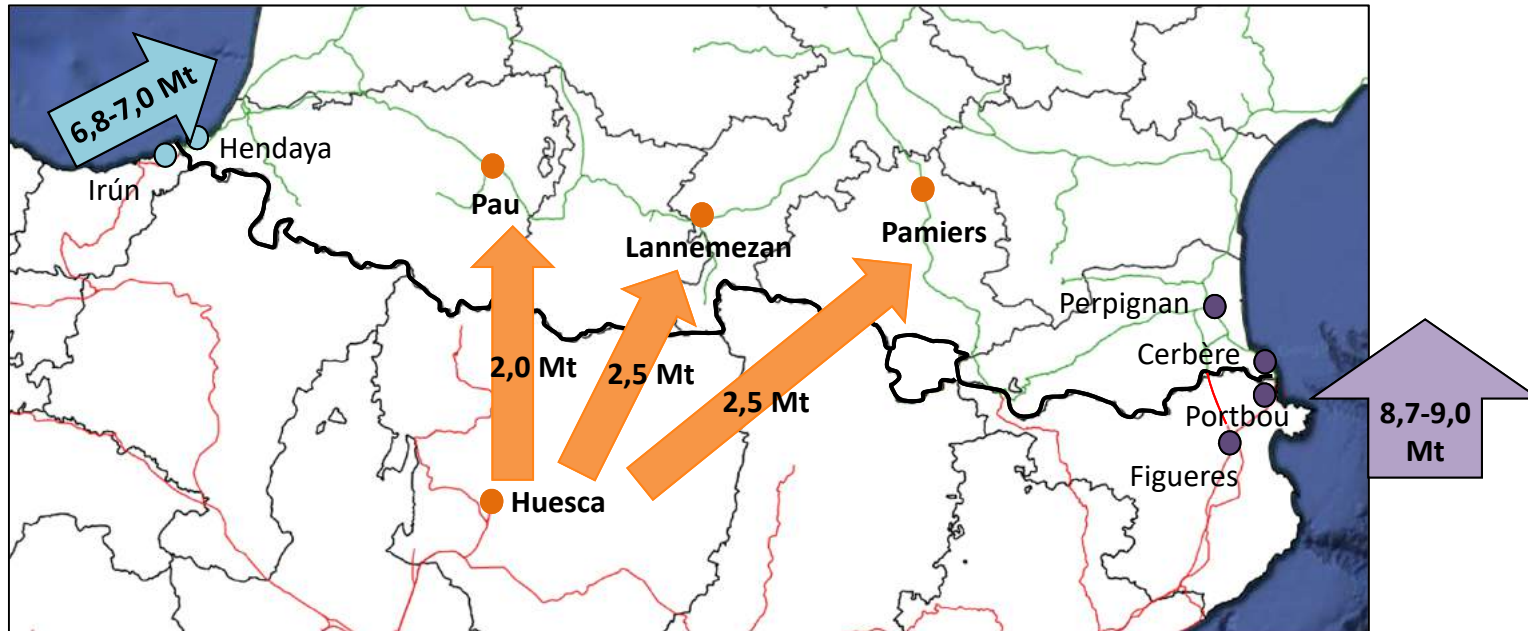 6,8-7,0 Mt
Hendaya
Irún
Pau
Lannemezan
Pamiers
Perpignan
Cerbère
2,0 Mt
2,5 Mt
2,5 Mt
Portbou
8,7-9,0
Mt
Figueres
Huesca